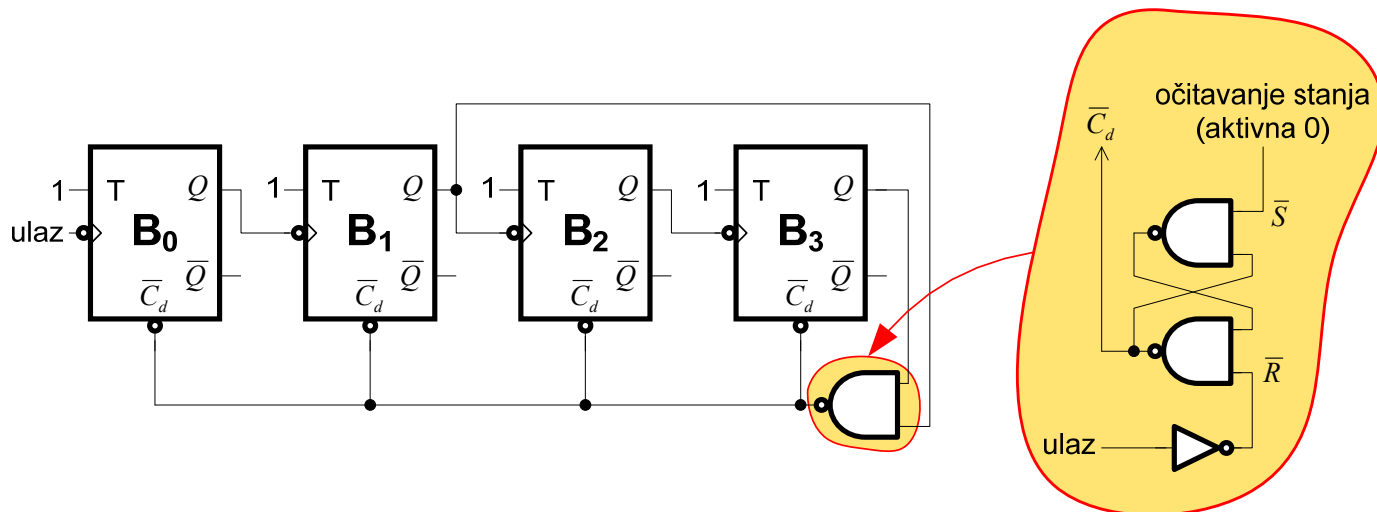 1
T
Q
ulaz
B₀
Q̅
C̅d
1
T
Q
B₁
Q̅
C̅d
1
T
Q
B₂
Q̅
C̅d
1
T
Q
B₃
Q̅
C̅d
C̅d
očitavanje stanja
(aktivna 0)
S̅
R̅
ulaz